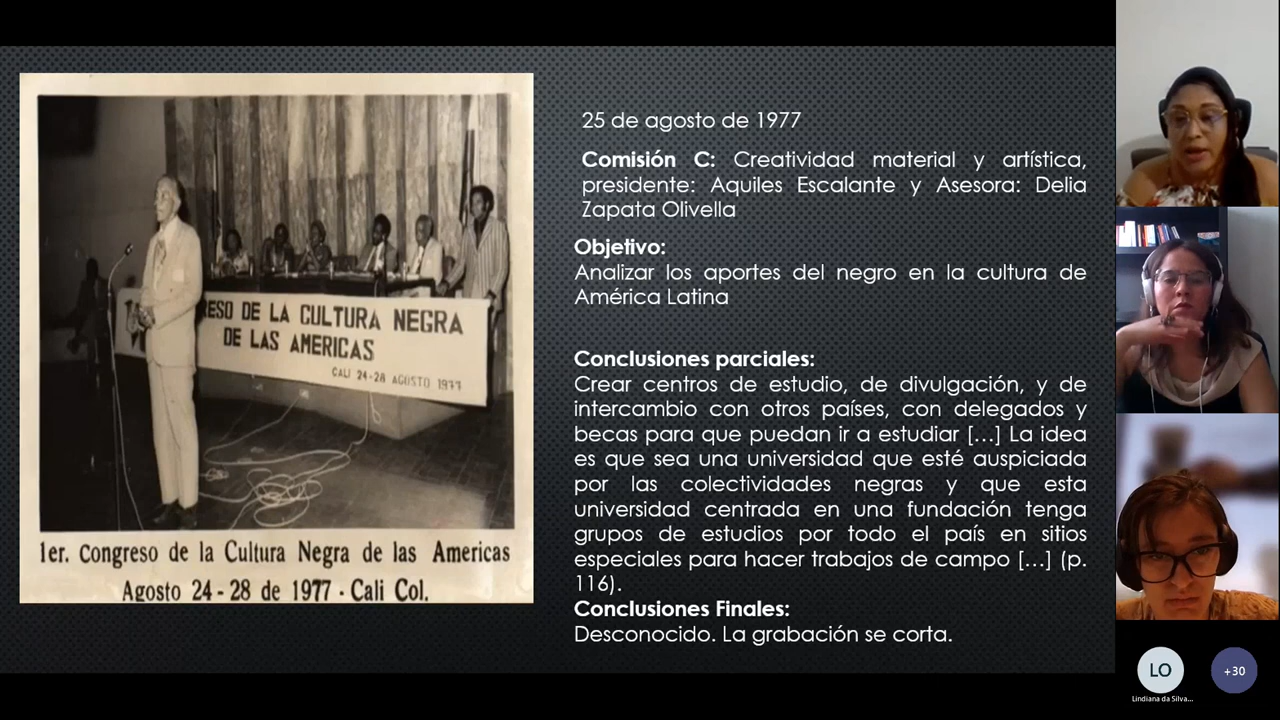 RESO DE LA CULTURA NEGRA
DE LAS AMERICAS
CALI 24-28 AGOSTO 1977
1er. Congreso de la Cultura Negra de las Americas
Agosto 24-28 de 1977 - Cali Col.
25 de agosto de 1977
Comisión C: Creatividad material y artística,
presidente: Aquiles Escalante y Asesora: Delia
Zapata Olivella
Objetivo:
Analizar los aportes del negro en la cultura de
América Latina
Conclusiones parciales:
Crear centros de estudio, de divulgación, y de
intercambio con otros países, con delegados y
becas para que puedan ir a estudiar […] La idea
es que sea una universidad que esté auspiciada
por las colectividades negras y que esta
universidad centrada en una fundación tenga
grupos de estudios por todo el país en sitios
especiales para hacer trabajos de campo […] (p.
116).
Conclusiones Finales:
Desconocido. La grabación se corta.
LO
Lindiana da Silva...
+30